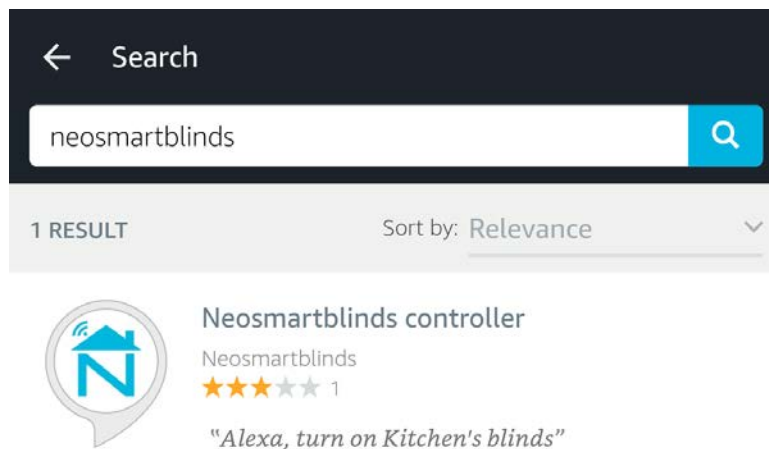 Search
neosmartblinds
1 RESULT
Sort by: Relevance
N
Neosmartblinds controller
Neosmartblinds
1
"Alexa, turn on Kitchen's blinds"